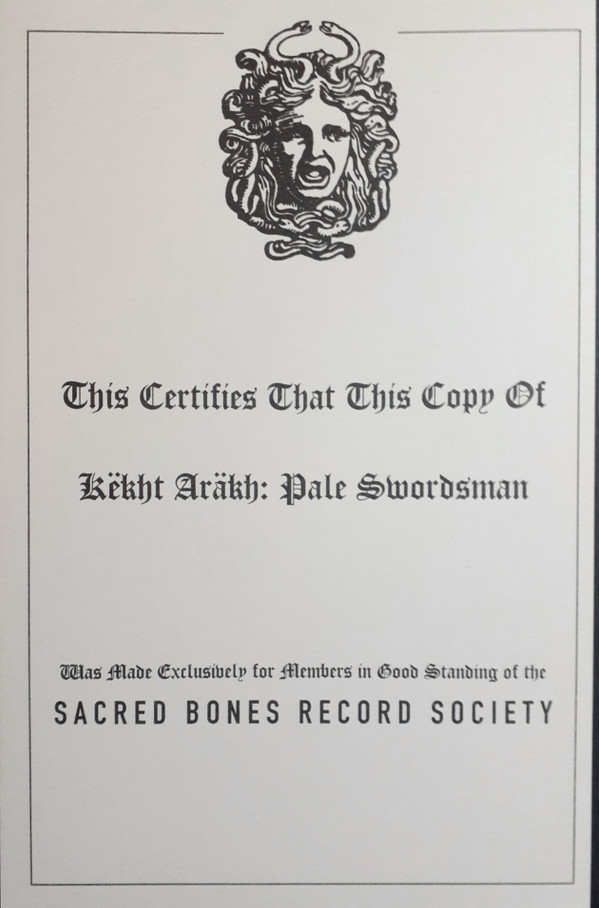 This Certifies That This Copy Of
Këkht Aräkh: Pale Swordsman
Was Made Exclusively for Members in Good Standing of the
SACRED BONES RECORD SOCIETY